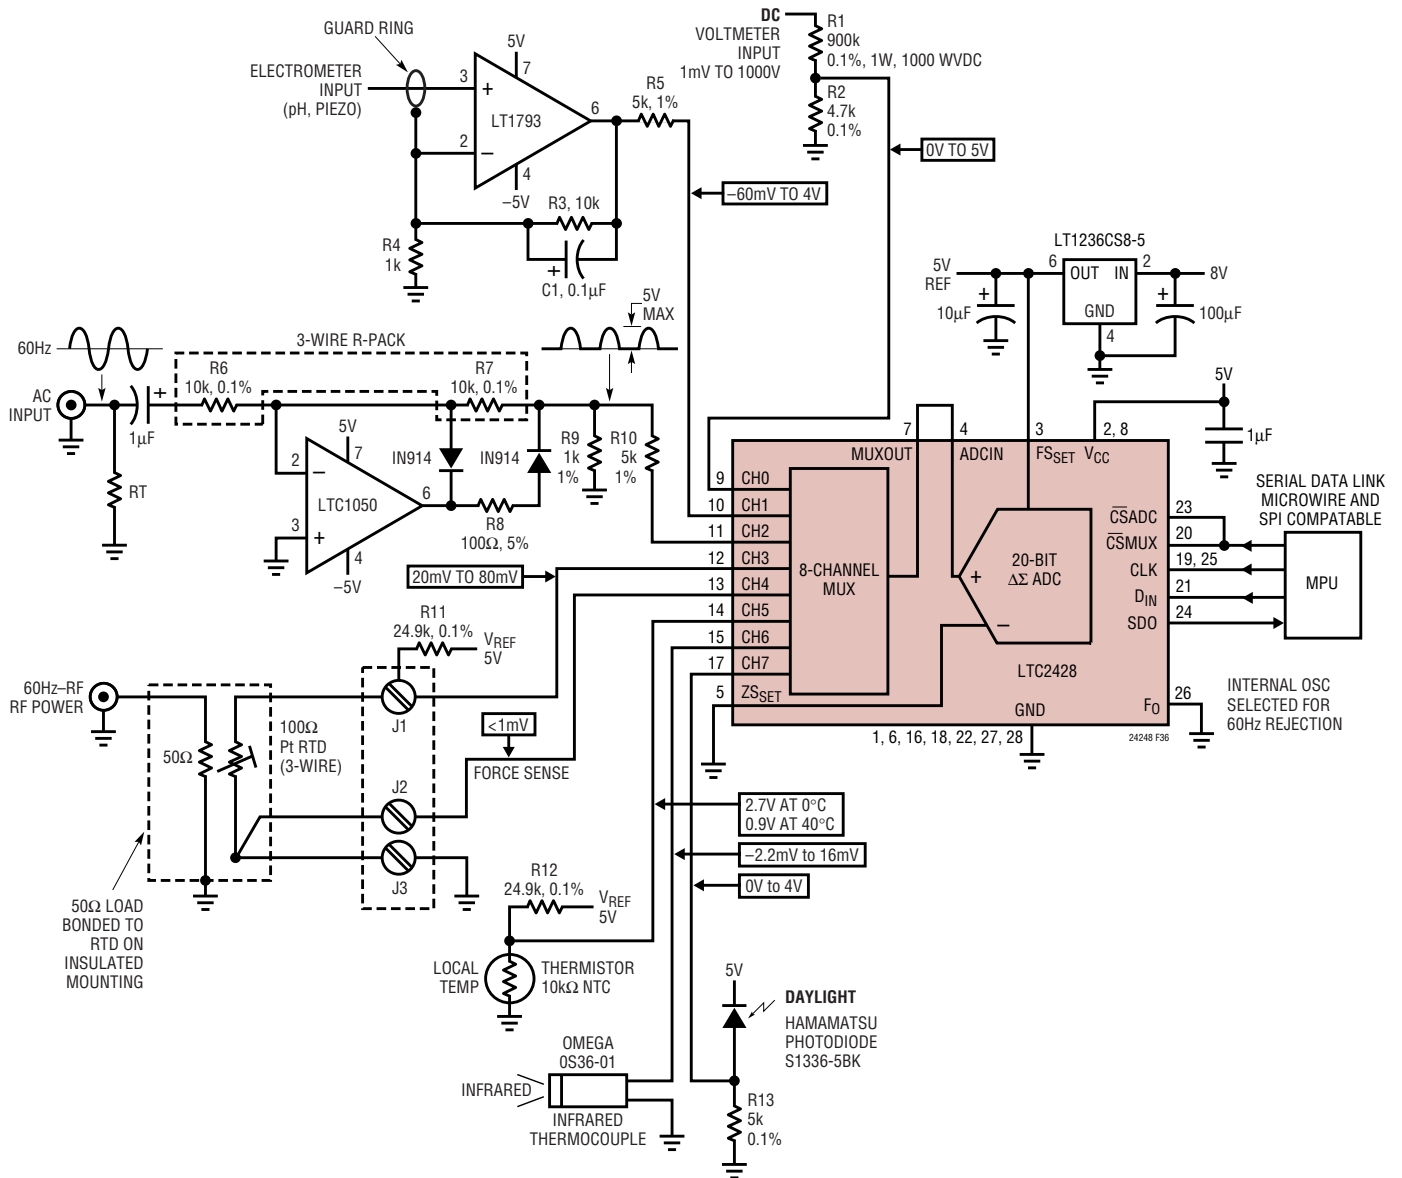 GUARD RING
ELECTROMETER
INPUT
(pH, PIEZO)
3
+
2
–
LT1793
5V
7
6
4
–5V
R5
5k, 1%
R3, 10k
R4
1k
+
C1, 0.1µF
DC
VOLTMETER
INPUT
1mV TO 1000V
R1
900k
0.1%, 1W, 1000 WVDC
R2
4.7k
0.1%
0V TO 5V
–60mV TO 4V
LT1236CS8-5
5V
REF
6
OUT
IN
2
8V
GND
4
+
10µF
+
100µF
5V
1µF
60Hz
AC
INPUT
1µF
+
RT
3-WIRE R-PACK
R6
10k, 0.1%
R7
10k, 0.1%
5V
MAX
5V
7
2
–
LTC1050
3
+
6
4
–5V
IN914
IN914
R8
100Ω, 5%
R9
1k
1%
R10
5k
1%
20mV TO 80mV
7
4
3
2, 8
MUXOUT
ADCIN
FSSET
VCC
9
CH0
10
CH1
11
CH2
12
CH3
13
CH4
14
CH5
15
CH6
17
CH7
5
ZSSET
8-CHANNEL
MUX
+
–
20-BIT
ΔΣ ADC
LTC2428
GND
1, 6, 16, 18, 22, 27, 28
24248 F36
CSADC
23
CSMUX
20
CLK
19, 25
DIN
21
SDO
24
FO
26
SERIAL DATA LINK
MICROWIRE AND
SPI COMPATABLE
MPU
INTERNAL OSC
SELECTED FOR
60Hz REJECTION
R11
24.9k, 0.1%
VREF
5V
60Hz–RF
RF POWER
50Ω
100Ω
Pt RTD
(3-WIRE)
J1
J2
J3
<1mV
FORCE SENSE
50Ω LOAD
BONDED TO
RTD ON
INSULATED
MOUNTING
2.7V AT 0°C
0.9V AT 40°C
–2.2mV to 16mV
0V to 4V
R12
24.9k, 0.1%
VREF
5V
LOCAL
TEMP
THERMISTOR
10kΩ NTC
OMEGA
0S36-01
INFRARED
INFRARED
THERMOCOUPLE
5V
DAYLIGHT
HAMAMATSU
PHOTODIODE
S1336-5BK
R13
5k
0.1%